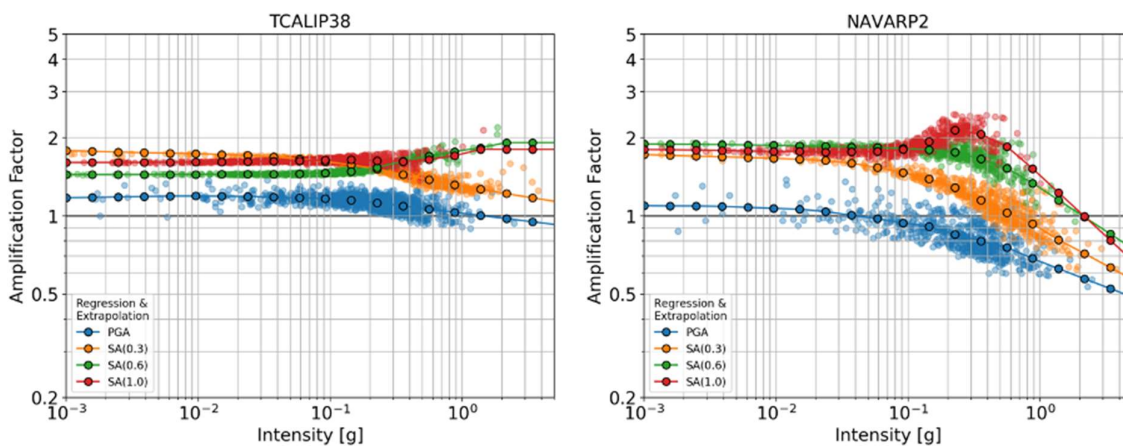 TCALIP38
5
4
3
2
1
0.5
0.2
Amplification Factor
Regression &
Extrapolation
PGA
SA(0.3)
SA(0.6)
SA(1.0)
10⁻³ 10⁻² 10⁻¹ 10⁰
Intensity [g]
NAVARP2
5
4
3
2
1
0.5
0.2
Amplification Factor
Regression &
Extrapolation
PGA
SA(0.3)
SA(0.6)
SA(1.0)
10⁻³ 10⁻² 10⁻¹ 10⁰
Intensity [g]